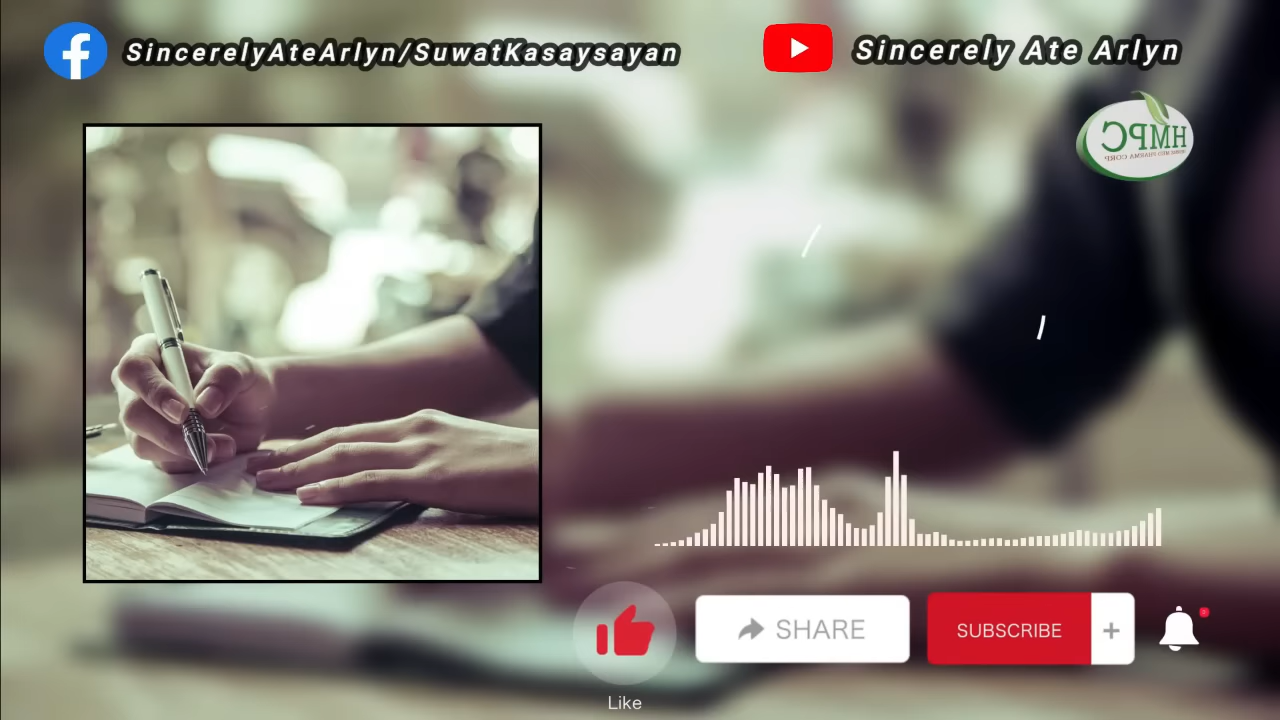 SincerelyAteArlyn/SuwatKasaysayan
Sincerely Ate Arlyn
HMPC
SHARE
SUBSCRIBE
+
Like